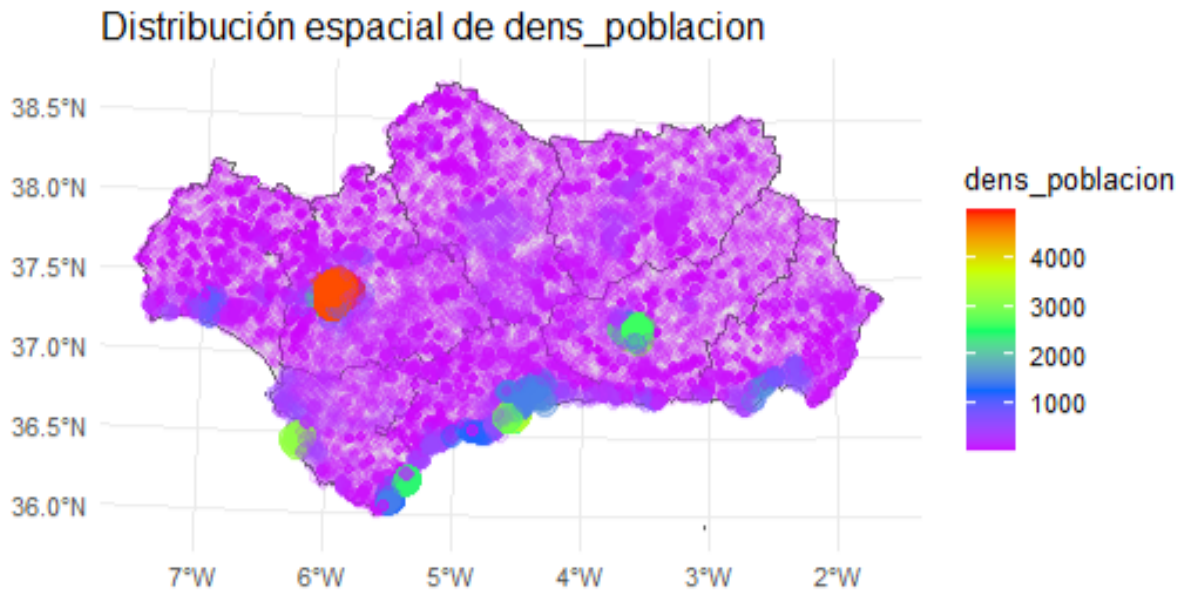 Distribución espacial de dens_poblacion
38.5°N
38.0°N
37.5°N
37.0°N
36.5°N
36.0°N
7°W 6°W 5°W 4°W 3°W 2°W
dens_poblacion
4000
3000
2000
1000